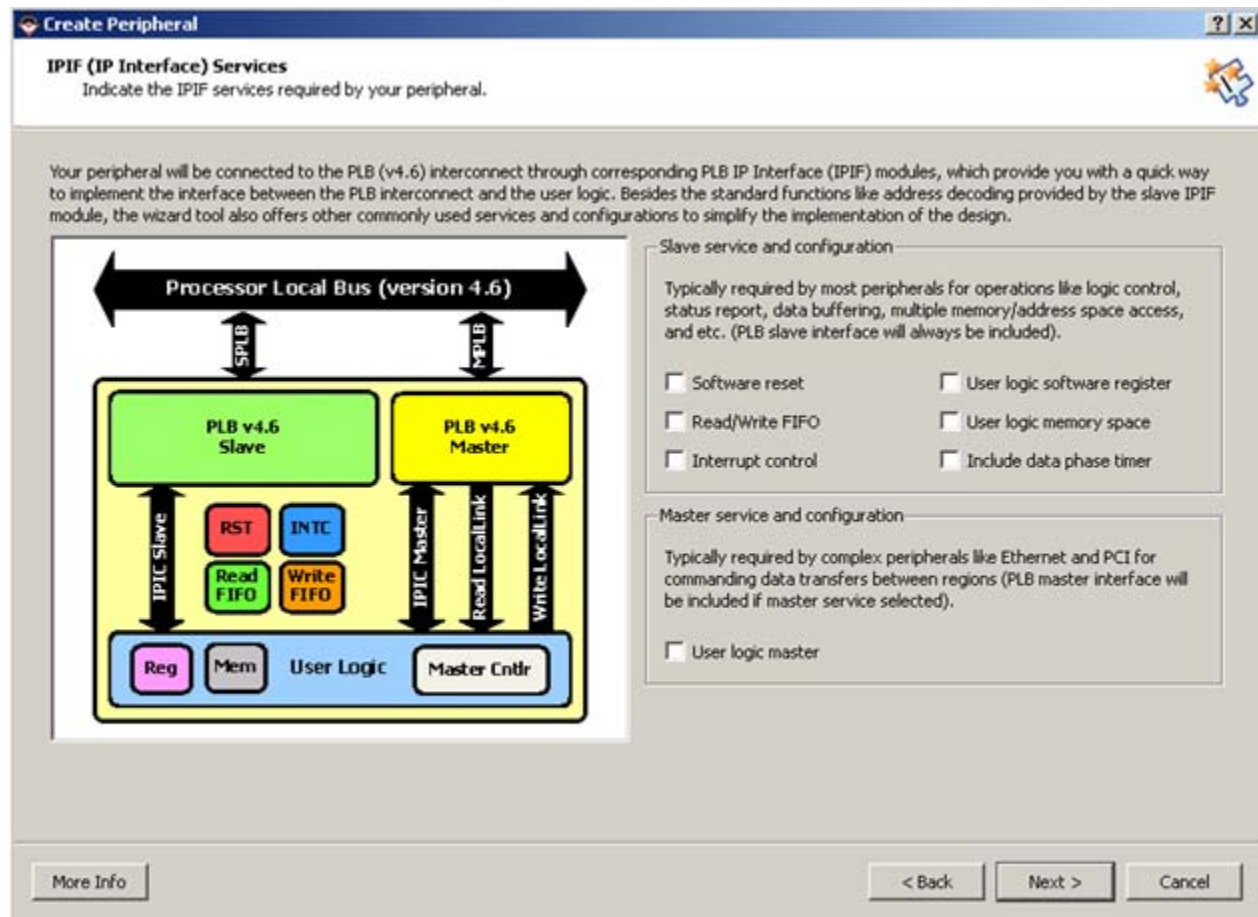 Create Peripheral
IPIF (IP Interface) Services
Indicate the IPIF services required by your peripheral.
Your peripheral will be connected to the PLB (v4.6) interconnect through corresponding PLB IP Interface (IPIF) modules, which provide you with a quick way
to implement the interface between the PLB interconnect and the user logic. Besides the standard functions like address decoding provided by the slave IPIF
module, the wizard tool also offers other commonly used services and configurations to simplify the implementation of the design.
Processor Local Bus (version 4.6)
SPLB
MPLB
PLB v4.6
Slave
PLB v4.6
Master
IPIC Slave
RST
INTC
Read
FIFO
Write
FIFO
IPIC Master
Read LocalLink
Write LocalLink
Reg
Mem
User Logic
Master Cntlr
Slave service and configuration
Typically required by most peripherals for operations like logic control,
status report, data buffering, multiple memory/address space access,
and etc. (PLB slave interface will always be included).
Software reset
User logic software register
Read/Write FIFO
User logic memory space
Interrupt control
Include data phase timer
Master service and configuration
Typically required by complex peripherals like Ethernet and PCI for
commanding data transfers between regions (PLB master interface will
be included if master service selected).
User logic master
More Info
< Back
Next >
Cancel